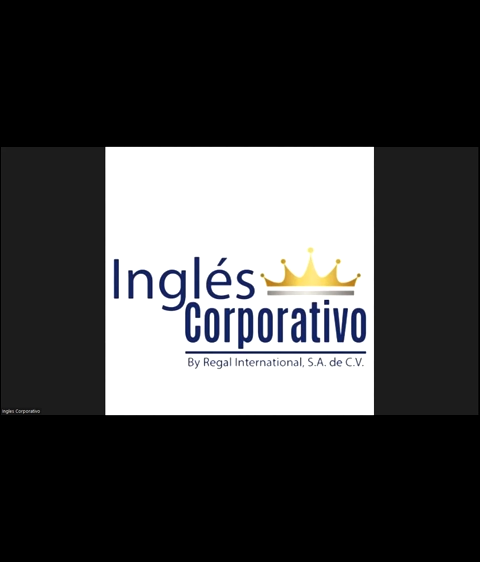 Inglés
Corporativo
By Regal International, S.A. de C.V.
Ingles Corporativo